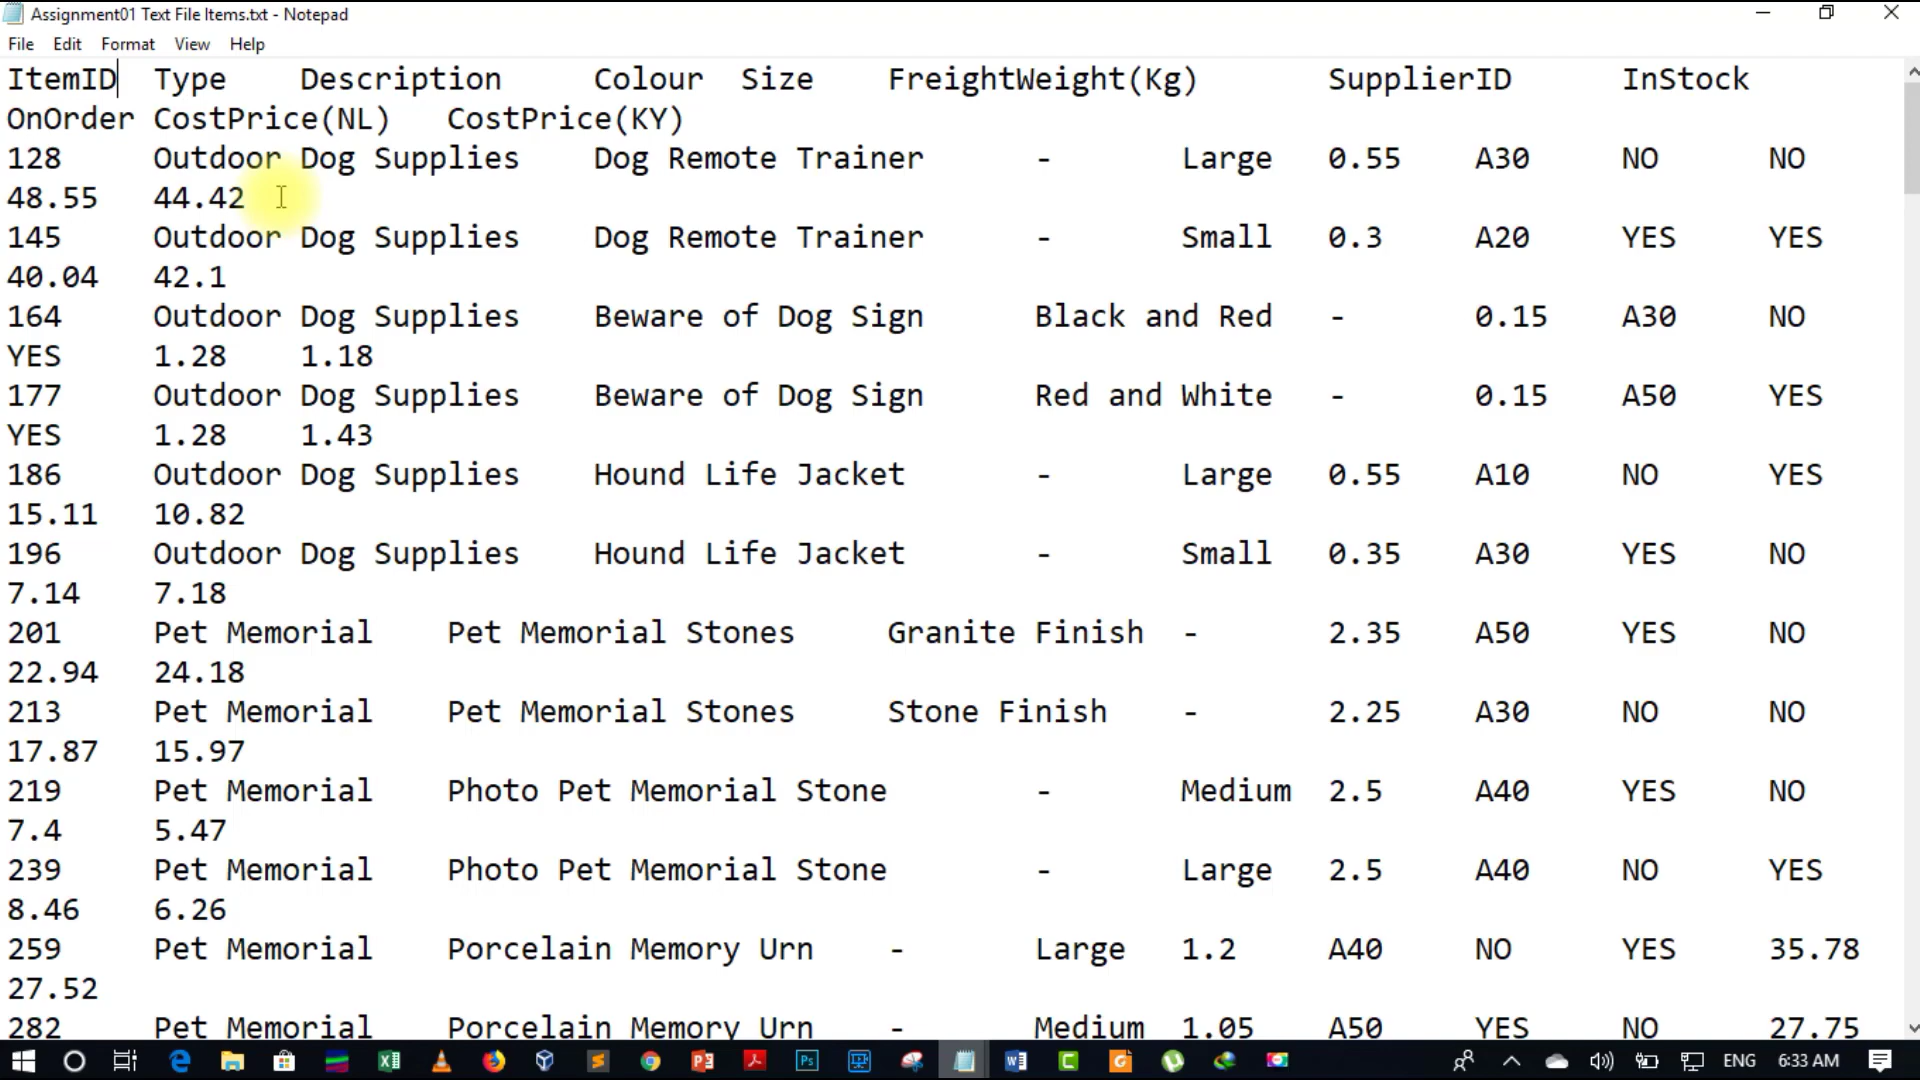 Assignment01 Text File Items.txt - Notepad
File Edit Format View Help
ItemID Type Description Colour Size FreightWeight(Kg) SupplierID InStock
OnOrder CostPrice(NL) CostPrice(KY)
128 Outdoor Dog Supplies Dog Remote Trainer - Large 0.55 A30 NO NO
48.55 44.42
145 Outdoor Dog Supplies Dog Remote Trainer - Small 0.3 A20 YES YES
40.04 42.1
164 Outdoor Dog Supplies Beware of Dog Sign Black and Red - 0.15 A30 NO
YES 1.28 1.18
177 Outdoor Dog Supplies Beware of Dog Sign Red and White - 0.15 A50 YES
YES 1.28 1.43
186 Outdoor Dog Supplies Hound Life Jacket - Large 0.55 A10 NO YES
15.11 10.82
196 Outdoor Dog Supplies Hound Life Jacket - Small 0.35 A30 YES NO
7.14 7.18
201 Pet Memorial Pet Memorial Stones Granite Finish - 2.35 A50 YES NO
22.94 24.18
213 Pet Memorial Pet Memorial Stones Stone Finish - 2.25 A30 NO NO
17.87 15.97
219 Pet Memorial Photo Pet Memorial Stone - Medium 2.5 A40 YES NO
7.4 5.47
239 Pet Memorial Photo Pet Memorial Stone - Large 2.5 A40 NO YES
8.46 6.26
259 Pet Memorial Porcelain Memory Urn - Large 1.2 A40 NO YES 35.78
27.52
282 Pet Memorial Porcelain Memory Urn - Medium 1.05 A50 YES NO 27.75
ENG 6:33 AM